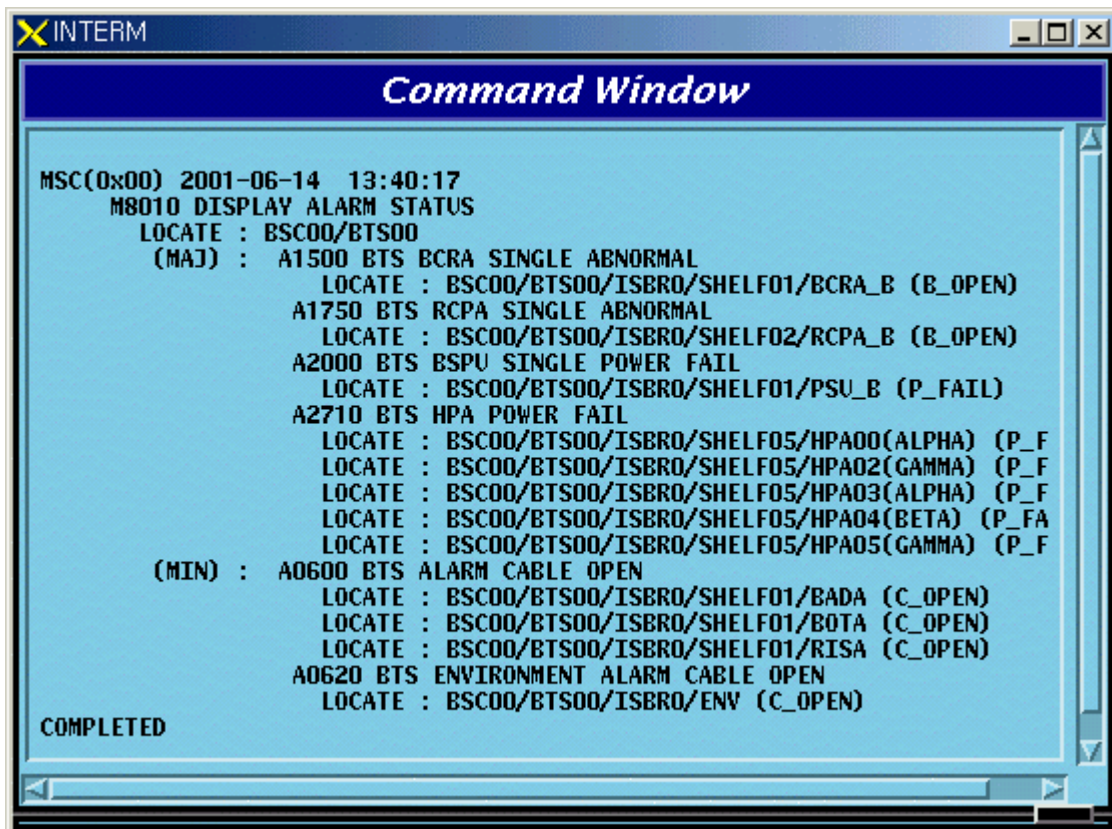 INTERM
Command Window
MSC(0x00) 2001-06-14 13:40:17
M8010 DISPLAY ALARM STATUS
LOCATE : BSC00/BTS00
(MAJ) : A1500 BTS BCRA SINGLE ABNORMAL
LOCATE : BSC00/BTS00/ISBR0/SHELF01/BCRA_B (B_OPEN)
A1750 BTS RCPA SINGLE ABNORMAL
LOCATE : BSC00/BTS00/ISBR0/SHELF02/RCPA_B (B_OPEN)
A2000 BTS BSPU SINGLE POWER FAIL
LOCATE : BSC00/BTS00/ISBR0/SHELF01/PSU_B (P_FAIL)
A2710 BTS HPA POWER FAIL
LOCATE : BSC00/BTS00/ISBR0/SHELF05/HPA00(ALPHA) (P_F
LOCATE : BSC00/BTS00/ISBR0/SHELF05/HPA02(GAMMA) (P_F
LOCATE : BSC00/BTS00/ISBR0/SHELF05/HPA03(ALPHA) (P_F
LOCATE : BSC00/BTS00/ISBR0/SHELF05/HPA04(BETA) (P_FA
LOCATE : BSC00/BTS00/ISBR0/SHELF05/HPA05(GAMMA) (P_F
(MIN) : A0600 BTS ALARM CABLE OPEN
LOCATE : BSC00/BTS00/ISBR0/SHELF01/BADA (C_OPEN)
LOCATE : BSC00/BTS00/ISBR0/SHELF01/BOTA (C_OPEN)
LOCATE : BSC00/BTS00/ISBR0/SHELF01/RISA (C_OPEN)
A0620 BTS ENVIRONMENT ALARM CABLE OPEN
LOCATE : BSC00/BTS00/ISBR0/ENV (C_OPEN)
COMPLETED